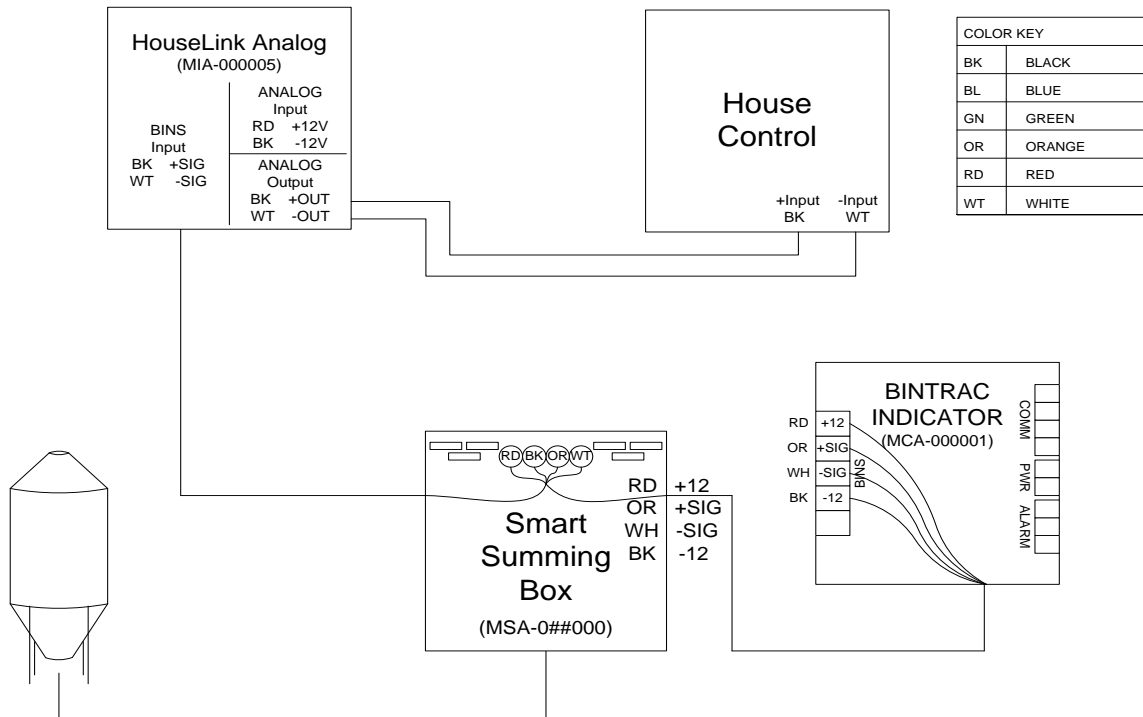 HouseLink Analog
(MIA-000005)
ANALOG
Input
RD +12V
BK -12V
BINS
Input
BK +SIG
WT -SIG
ANALOG
Output
BK +OUT
WT -OUT
House
Control
+Input -Input
BK WT
COLOR KEY
BK BLACK
BL BLUE
GN GREEN
OR ORANGE
RD RED
WT WHITE
RD BK OR WT
RD +12
OR +SIG
WH -SIG
BK -12
Smart
Summing
Box
(MSA-0##000)
BINTRAC
INDICATOR
(MCA-000001)
RD +12
OR +SIG
WH -SIG
BK -12
BINS
COMM
PWR
ALARM